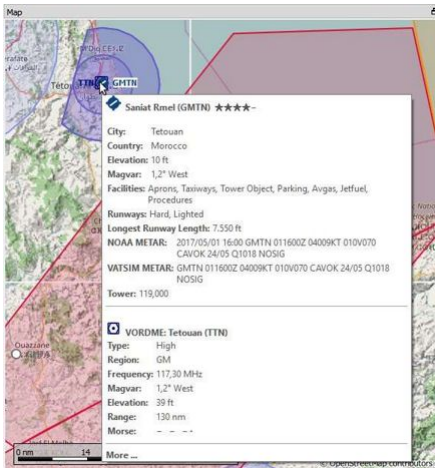 Map
TTN GMTN
Saniat Rmel (GMTN) ★★★★–
City: Tetouan
Country: Morocco
Elevation: 10 ft
Magvar: 1,2° West
Facilities: Aprons, Taxiways, Tower Object, Parking, Avgas, Jetfuel,
Procedures
Runways: Hard, Lighted
Longest Runway Length: 7.550 ft
NOAA METAR: 2017/05/01 16:00 GMTN 011600Z 04009KT 010V070
CAVOK 24/05 Q1018 NOSIG
VATSIM METAR: GMTN 011600Z 04009KT 010V070 CAVOK 24/05 Q1018
NOSIG
Tower: 119,000
VORDME: Tetouan (TTN)
Type: High
Region: GM
Frequency: 117,30 MHz
Magvar: 1,2° West
Elevation: 39 ft
Range: 130 nm
Morse: – – –·
More ...
Ouazzane
0 nm 14
© OpenStreetMap contributors